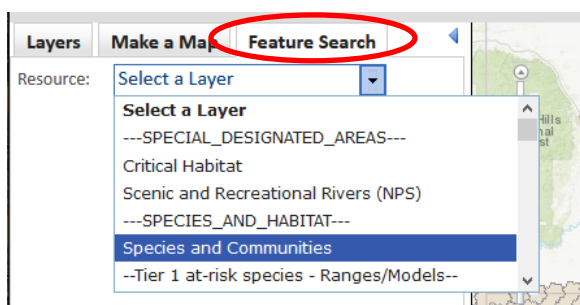 Layers Make a Map Feature Search
Resource: Select a Layer
Select a Layer
---SPECIAL_DESIGNATED_AREAS---
Critical Habitat
Scenic and Recreational Rivers (NPS)
---SPECIES_AND_HABITAT---
Species and Communities
--Tier 1 at-risk species - Ranges/Models--
Hills